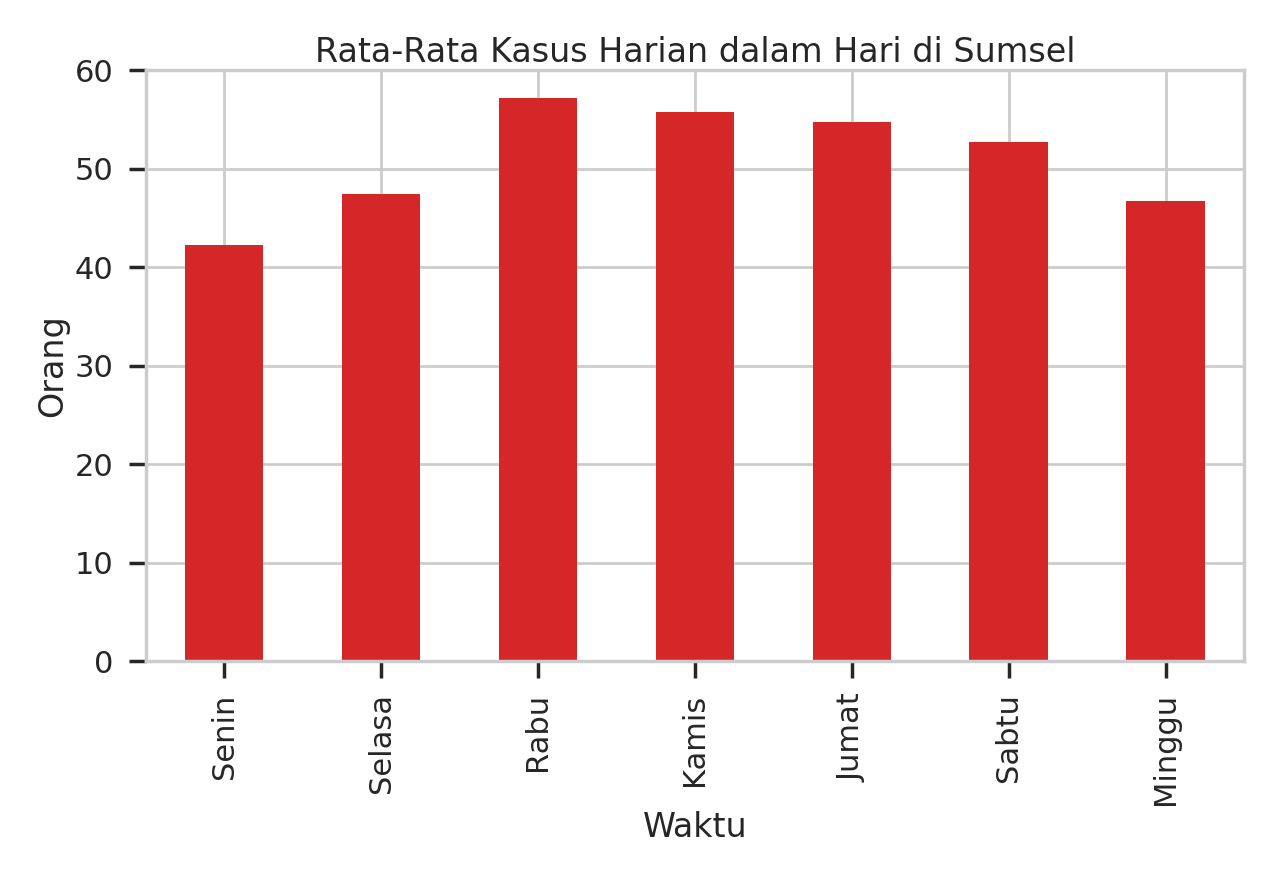 Rata-Rata Kasus Harian dalam Hari di Sumsel
60
50
40
30
20
10
0
Orang
Senin
Selasa
Rabu
Kamis
Jumat
Sabtu
Minggu
Waktu